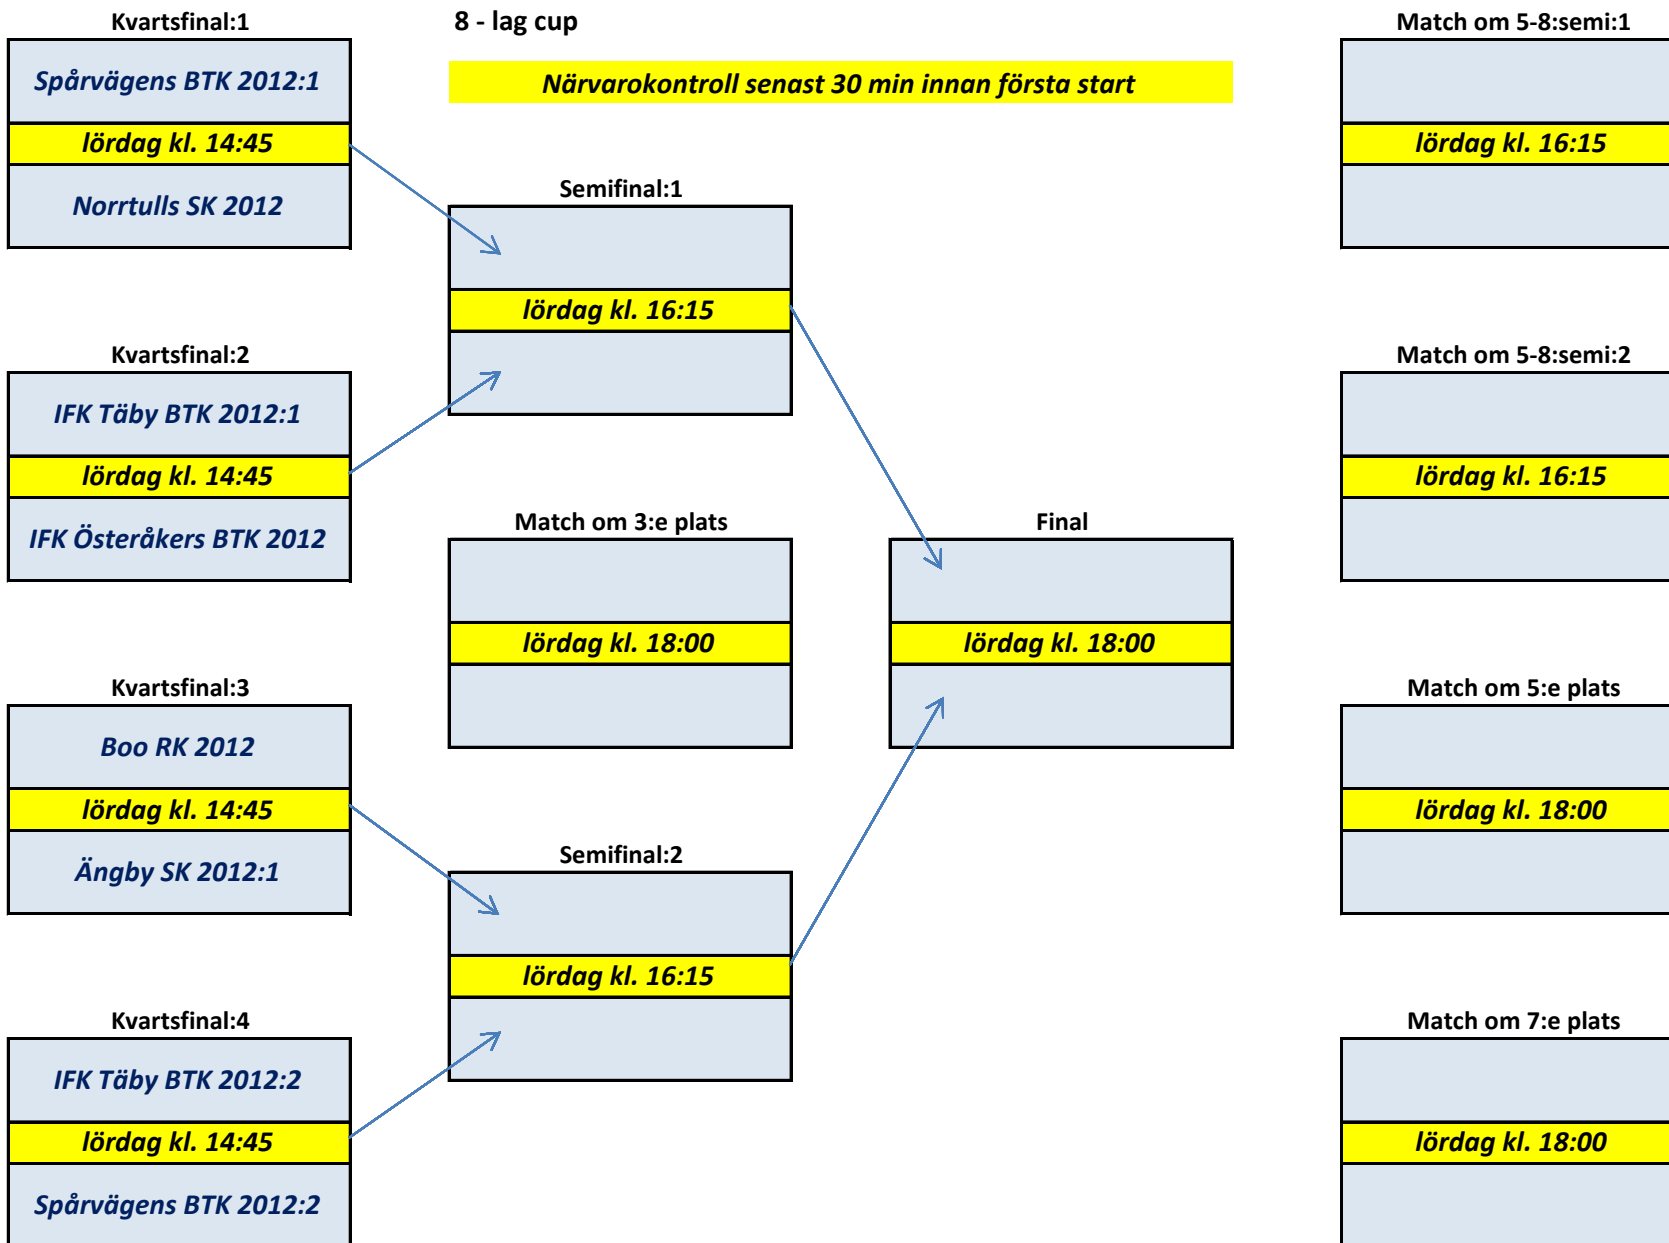 Kvartsfinal:1
Spårvägens BTK 2012:1
lördag kl. 14:45
Norrtulls SK 2012
Kvartsfinal:2
IFK Täby BTK 2012:1
lördag kl. 14:45
IFK Österåkers BTK 2012
Kvartsfinal:3
Boo RK 2012
lördag kl. 14:45
Ängby SK 2012:1
Kvartsfinal:4
IFK Täby BTK 2012:2
lördag kl. 14:45
Spårvägens BTK 2012:2
8 - lag cup
Närvarokontroll senast 30 min innan första start
Semifinal:1
lördag kl. 16:15
Match om 3:e plats
lördag kl. 18:00
Semifinal:2
lördag kl. 16:15
Final
lördag kl. 18:00
Match om 5-8:semi:1
lördag kl. 16:15
Match om 5-8:semi:2
lördag kl. 16:15
Match om 5:e plats
lördag kl. 18:00
Match om 7:e plats
lördag kl. 18:00